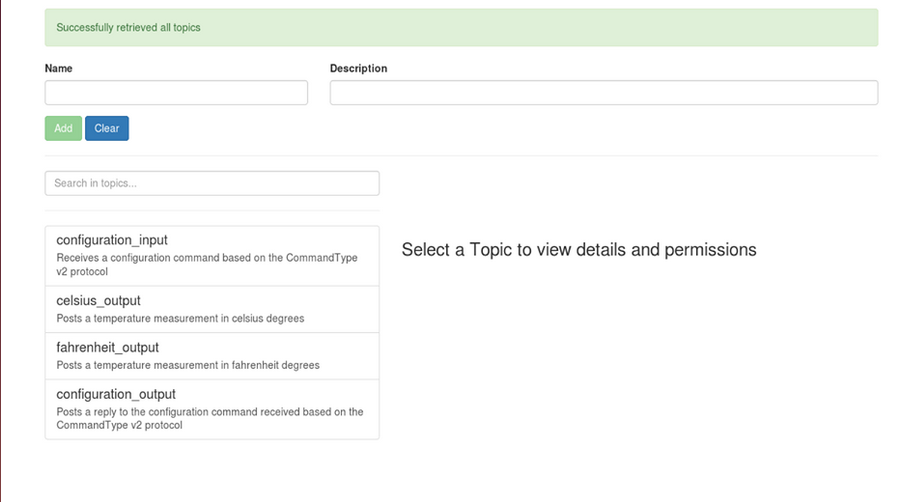 Successfully retrieved all topics
Name
Description
Add
Clear
Search in topics...
configuration_input
Receives a configuration command based on the CommandType
v2 protocol
Select a Topic to view details and permissions
celsius_output
Posts a temperature measurement in celsius degrees
fahrenheit_output
Posts a temperature measurement in fahrenheit degrees
configuration_output
Posts a reply to the configuration command received based on the
CommandType v2 protocol